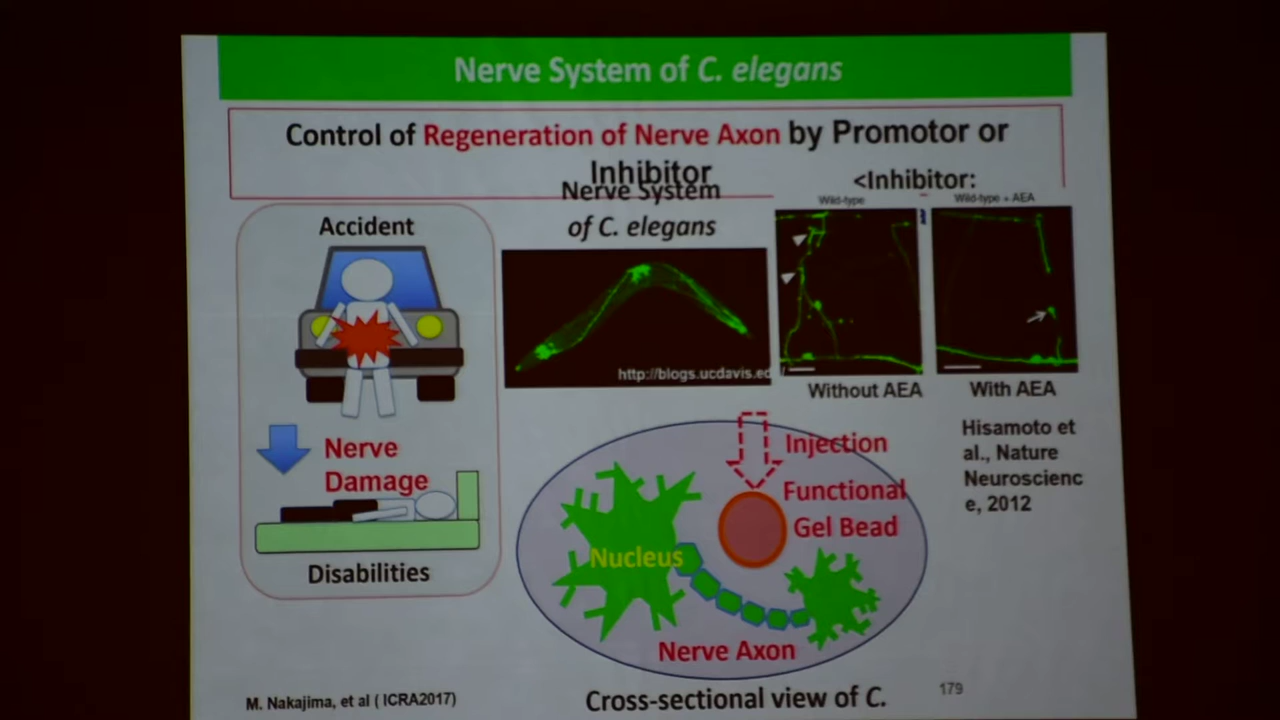 Nerve System of C. elegans
Control of Regeneration of Nerve Axon by Promotor or
Inhibitor
<Inhibitor:
Nerve System
of C. elegans
Wild-type
Wild-type + AEA
Accident
http://blogs.ucdavis.ed
Without AEA
With AEA
Nerve
Damage
Disabilities
Hisamoto et
al., Nature
Neuroscienc
e, 2012
Injection
Functional
Gel Bead
Nucleus
Nerve Axon
M. Nakajima, et al ( ICRA2017)
Cross-sectional view of C.
179